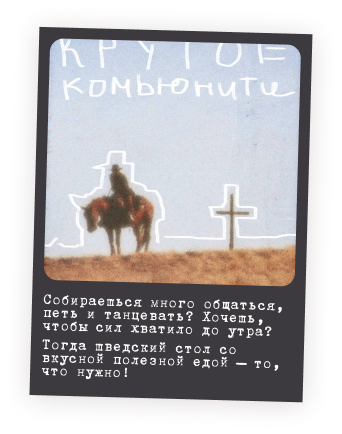 КРУТОЕ
комьюнити
Собираешься много общаться,
петь и танцевать? Хочешь,
чтобы сил хватило до утра?
Тогда шведский стол со
вкусной полезной едой — то,
что нужно!